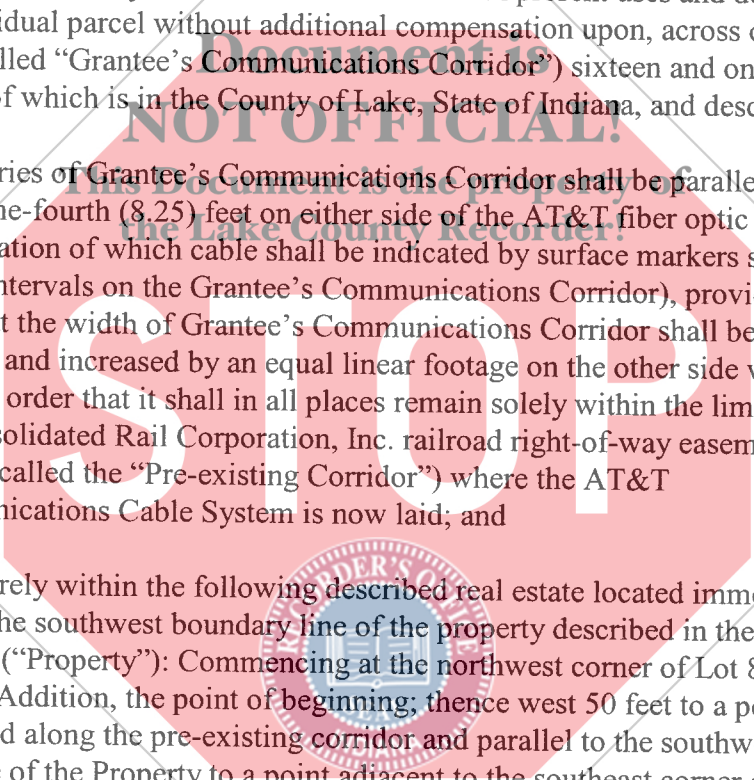 idual parcel without additional compensation upon, across
lled “Grantee’s Communications Corridor”) sixteen and on
of which is in the County of Lake, State of Indiana, and desc
ries of Grantee’s Communications Corridor shall be paralle
ne-fourth (8.25) feet on either side of the AT&T fiber optic
ation of which cable shall be indicated by surface markers s
ntervals on the Grantee’s Communications Corridor), provi
t the width of Grantee’s Communications Corridor shall be
and increased by an equal linear footage on the other side
order that it shall in all places remain solely within the lim
solidated Rail Corporation, Inc. railroad right-of-way easem
called the “Pre-existing Corridor”) where the AT&T
nications Cable System is now laid; and
rely within the following described real estate located imme
he southwest boundary line of the property described in the
(“Property”): Commencing at the northwest corner of Lot 8
Addition, the point of beginning; thence west 50 feet to a po
d along the pre-existing corridor and parallel to the southw
of the Property to a point adjacent to the southeast corner
Document is
NOT OFFICIAL!
This Document is the property of
the Lake County Recorder!
STOP
RECORDER'S OFFICE